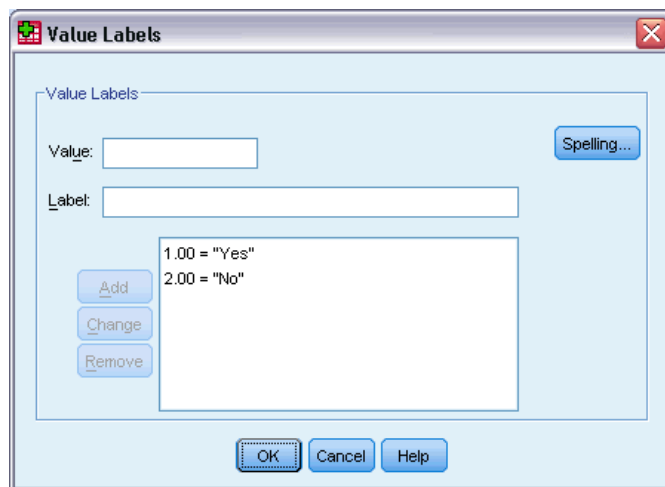 Value Labels
Value Labels
Value:
Spelling...
Label:
1.00 = "Yes"
2.00 = "No"
Add
Change
Remove
OK
Cancel
Help